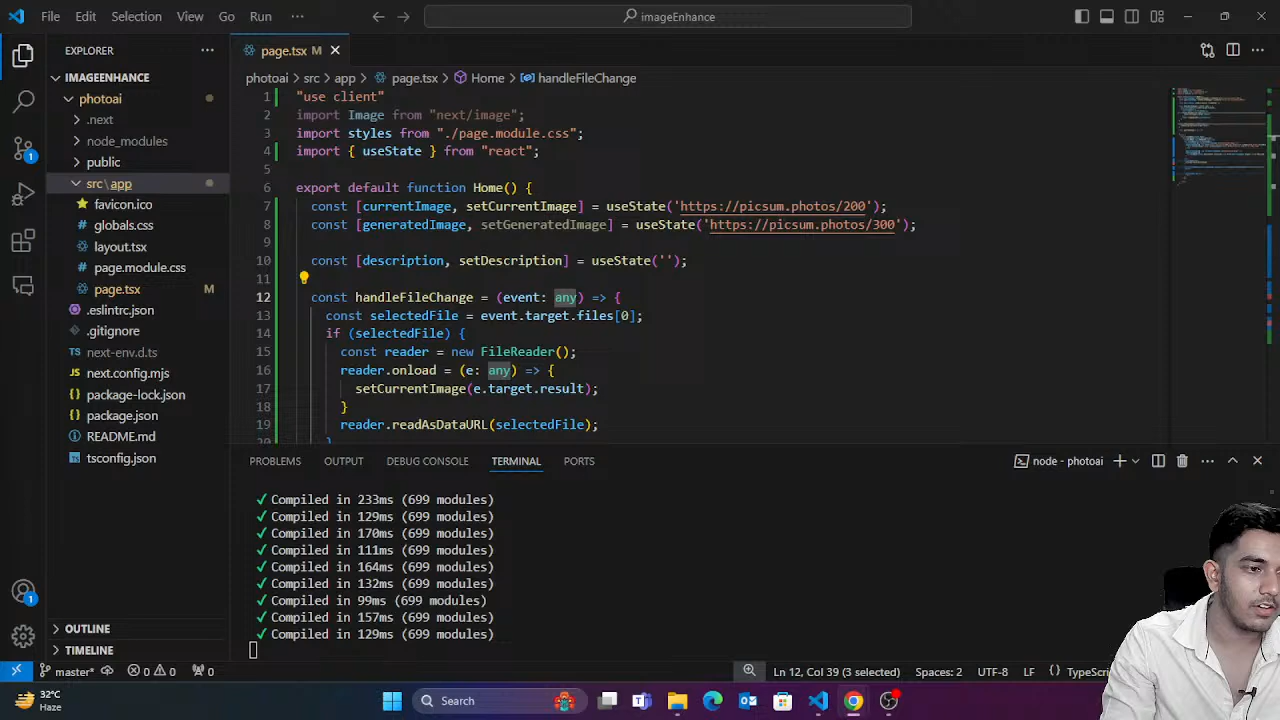 File Edit Selection View Go Run ··· imageEnhance
EXPLORER ···
IMAGEENHANCE
photoai
.next
node_modules
public
src\app
favicon.ico
globals.css
layout.tsx
page.module.css
page.tsx M
.eslintrc.json
.gitignore
next-env.d.ts
next.config.mjs
package-lock.json
package.json
README.md
tsconfig.json
OUTLINE
TIMELINE
page.tsx M
photoai > src > app > page.tsx > Home > handleFileChange
1 "use client"
2 import Image from "next/image";
3 import styles from "./page.module.css";
4 import { useState } from "react";
5
6 export default function Home() {
7 const [currentImage, setCurrentImage] = useState('https://picsum.photos/200');
8 const [generatedImage, setGeneratedImage] = useState('https://picsum.photos/300');
9
10 const [description, setDescription] = useState('');
11
12 const handleFileChange = (event: any) => {
13 const selectedFile = event.target.files[0];
14 if (selectedFile) {
15 const reader = new FileReader();
16 reader.onload = (e: any) => {
17 setCurrentImage(e.target.result);
18 }
19 reader.readAsDataURL(selectedFile);
20 }
PROBLEMS OUTPUT DEBUG CONSOLE TERMINAL PORTS node - photoai
✓ Compiled in 233ms (699 modules)
✓ Compiled in 129ms (699 modules)
✓ Compiled in 170ms (699 modules)
✓ Compiled in 111ms (699 modules)
✓ Compiled in 164ms (699 modules)
✓ Compiled in 132ms (699 modules)
✓ Compiled in 99ms (699 modules)
✓ Compiled in 157ms (699 modules)
✓ Compiled in 129ms (699 modules)
master* 0 0 0 Ln 12, Col 39 (3 selected) Spaces: 2 UTF-8 LF {} TypeScr
32°C
Haze
Search